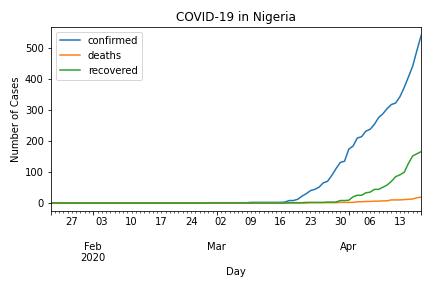 COVID-19 in Nigeria
confirmed
deaths
recovered
Number of Cases
500
400
300
200
100
0
27 03 10 17 24 02 09 16 23 30 06 13
Feb Mar Apr
2020
Day